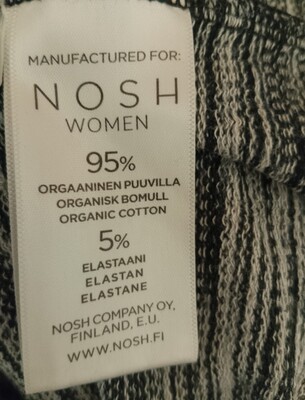 MANUFACTURED FOR:
NOSH
WOMEN
95%
ORGAANINEN PUUVILLA
ORGANISK BOMULL
ORGANIC COTTON
5%
ELASTAANI
ELASTAN
ELASTANE
NOSH COMPANY OY,
FINLAND, E.U.
WWW.NOSH.FI